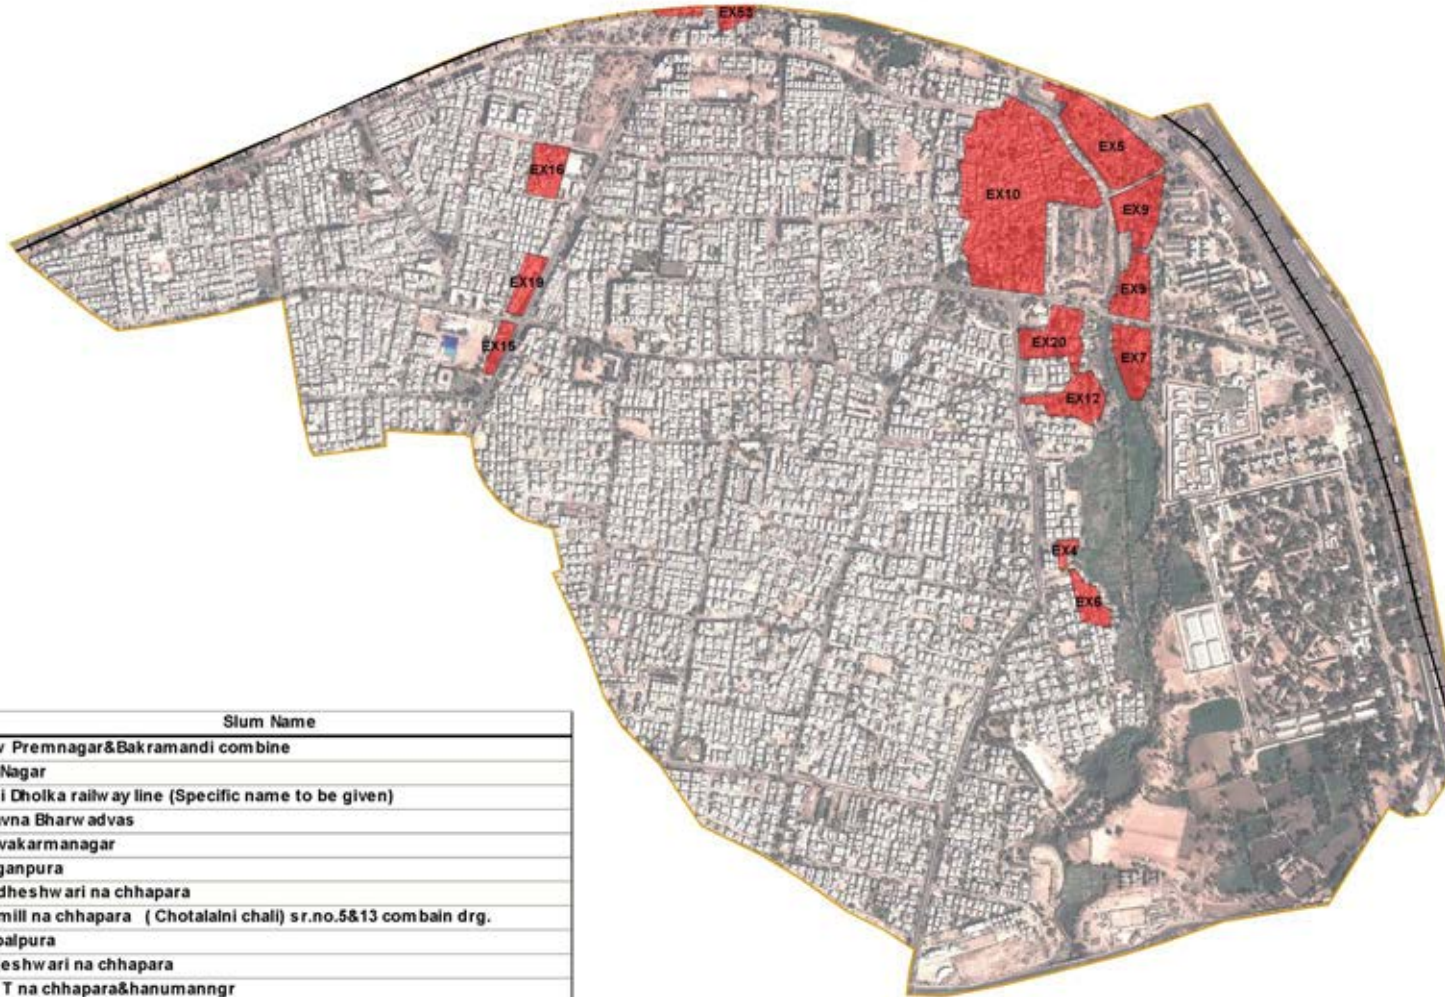 EX53
EX5
EX16
EX10
EX9
EX19
EX9
EX15
EX20
EX7
EX12
EX4
EX6
Slum Name
Premnagar&Bakramandi combine
Nagar
Dholka railway line (Specific name to be given)
Bharwadvas
vakarmanagar
ganpura
dheshwari na chhapara
mill na chhapara ( Chotalalni chali) sr.no.5&13 combain drg.
palpura
eshwari na chhapara
T na chhapara&hanumanngr